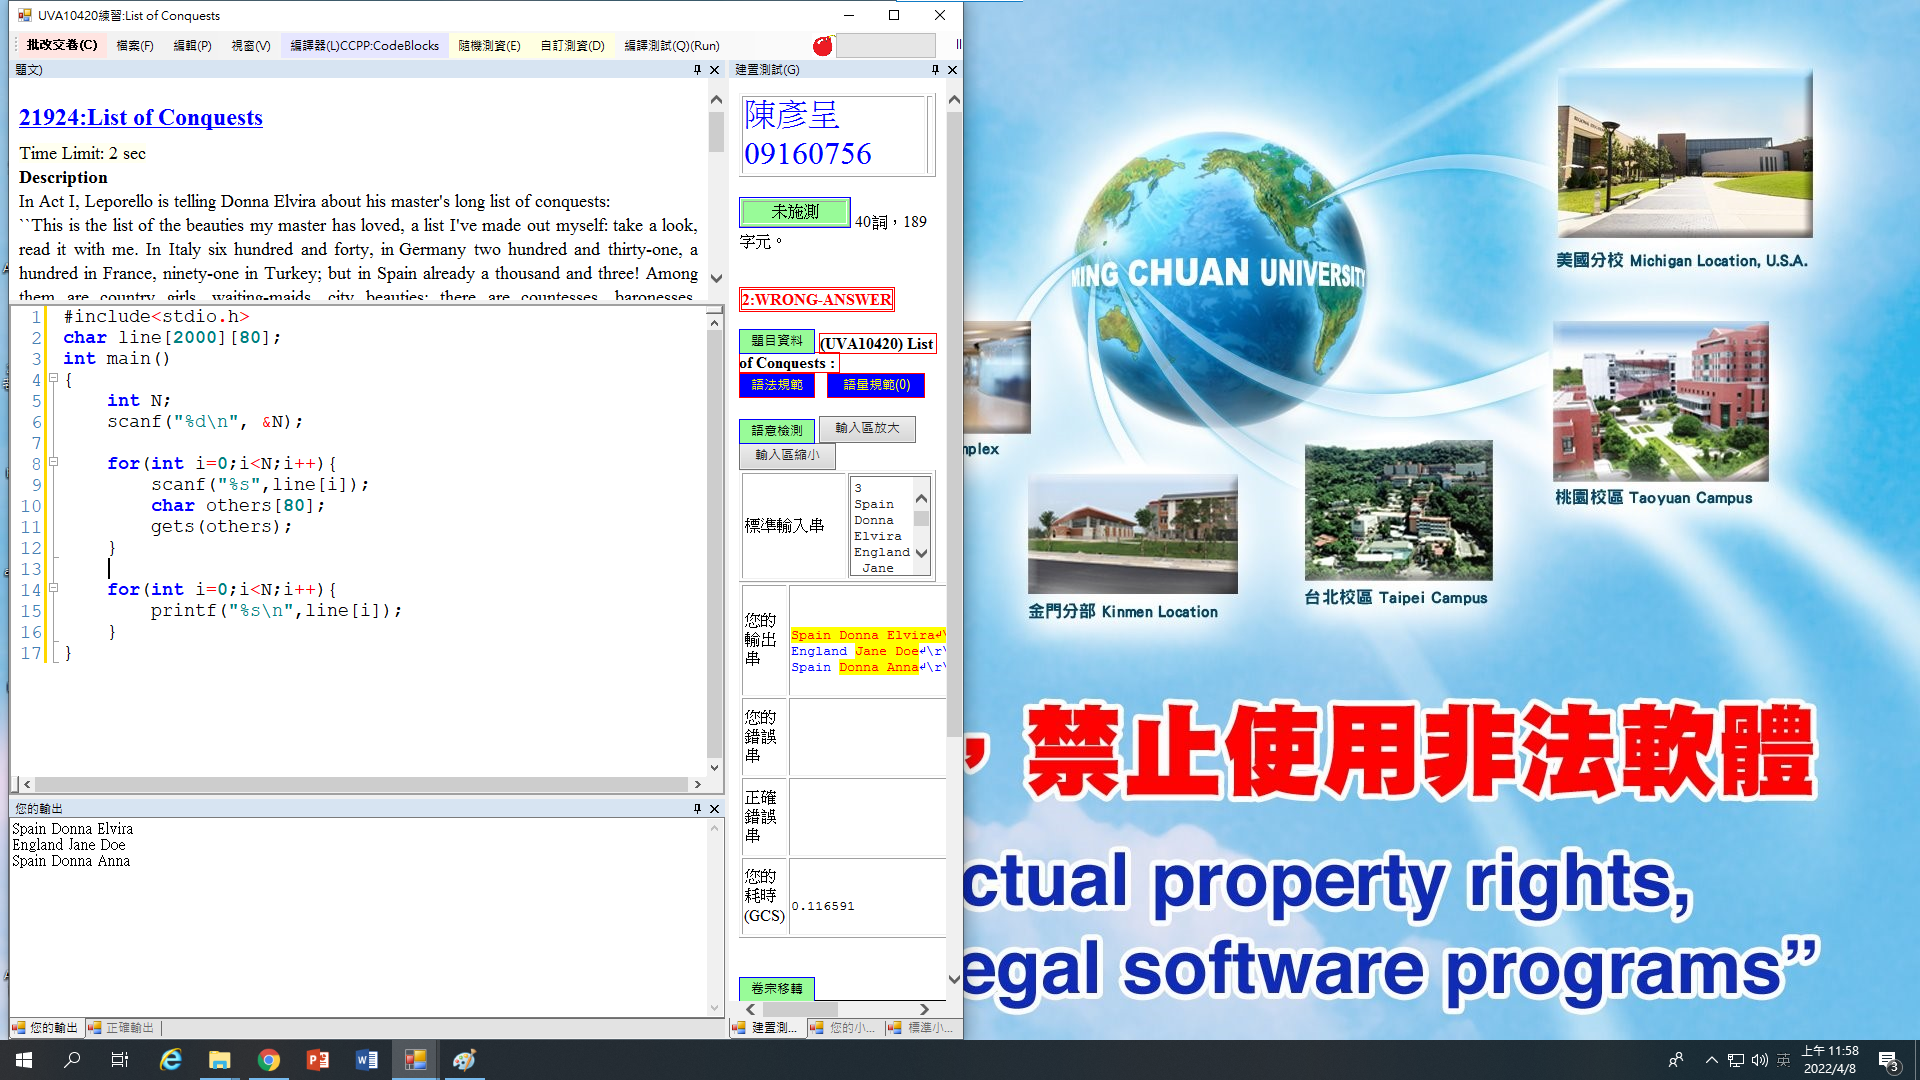 UVA10420練習:List of Conquests
批改交卷(C) 檔案(F) 編輯(P) 視窗(V) 編譯器(L)CCPP:CodeBlocks 隨機測資(E) 自訂測資(D) 編譯測試(Q)(Run)
題文)
21924:List of Conquests
Time Limit: 2 sec
Description
In Act I, Leporello is telling Donna Elvira about his master's long list of conquests:
``This is the list of the beauties my master has loved, a list I've made out myself: take a look,
read it with me. In Italy six hundred and forty, in Germany two hundred and thirty-one, a
hundred in France, ninety-one in Turkey; but in Spain already a thousand and three! Among
them are country girls, waiting-maids, city beauties; there are countesses, baronesses,
1 #include<stdio.h>
2 char line[2000][80];
3 int main()
4 {
5 int N;
6 scanf("%d\n", &N);
7
8 for(int i=0;i<N;i++){
9 scanf("%s",line[i]);
10 char others[80];
11 gets(others);
12 }
13
14 for(int i=0;i<N;i++){
15 printf("%s\n",line[i]);
16 }
17 }
您的輸出
Spain Donna Elvira
England Jane Doe
Spain Donna Anna
您的輸出 正確輸出
建置測試(G)
陳彥呈
09160756
未施測 40詞，189
字元。
2:WRONG-ANSWER
題目資料 (UVA10420) List
of Conquests :
語法規範 語量規範(0)
語意檢測 輸入區放大
輸入區縮小
標準輸入串
3
Spain
Donna
Elvira
England
Jane
您的
輸出
串
Spain Donna Elvira↲\
England Jane Doe↲\r\
Spain Donna Anna↲\r\
您的
錯誤
串
正確
錯誤
串
您的
耗時
(GCS)
0.116591
卷宗移轉
建置測... 您的小... 標準小...
MING CHUAN UNIVERSITY
美國分校 Michigan Location, U.S.A.
mplex
桃園校區 Taoyuan Campus
金門分部 Kinmen Location
台北校區 Taipei Campus
，禁止使用非法軟體
ctual property rights,
egal software programs”
英
上午 11:58
2022/4/8
3